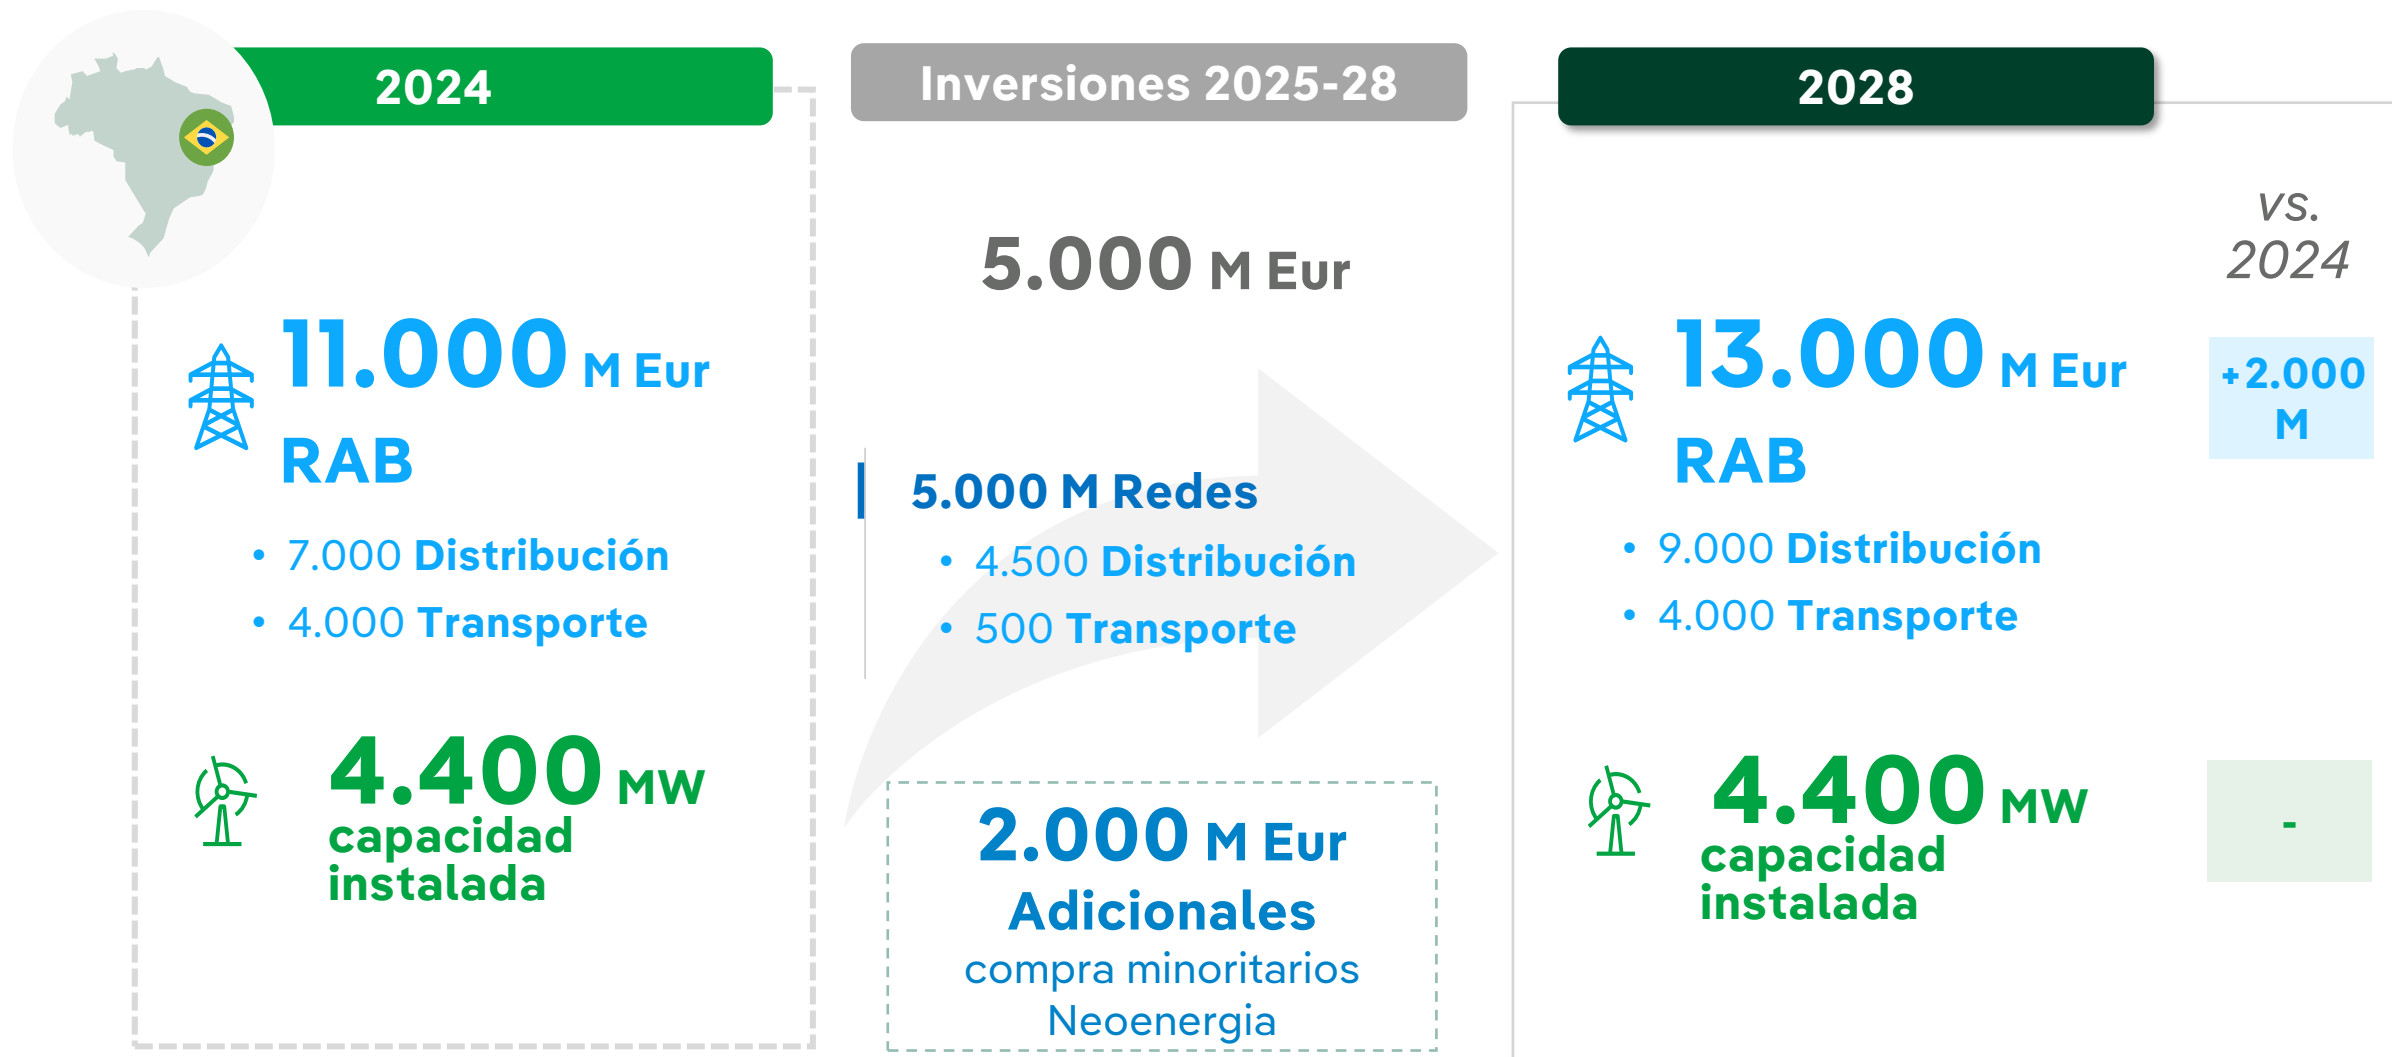 2024
11.000 M Eur
RAB
• 7.000 Distribución
• 4.000 Transporte
4.400 MW
capacidad
instalada
Inversiones 2025-28
5.000 M Eur
5.000 M Redes
• 4.500 Distribución
• 500 Transporte
2.000 M Eur
Adicionales
compra minoritarios
Neoenergia
2028
vs.
2024
13.000 M Eur
RAB
+2.000
M
• 9.000 Distribución
• 4.000 Transporte
4.400 MW
capacidad
instalada
-